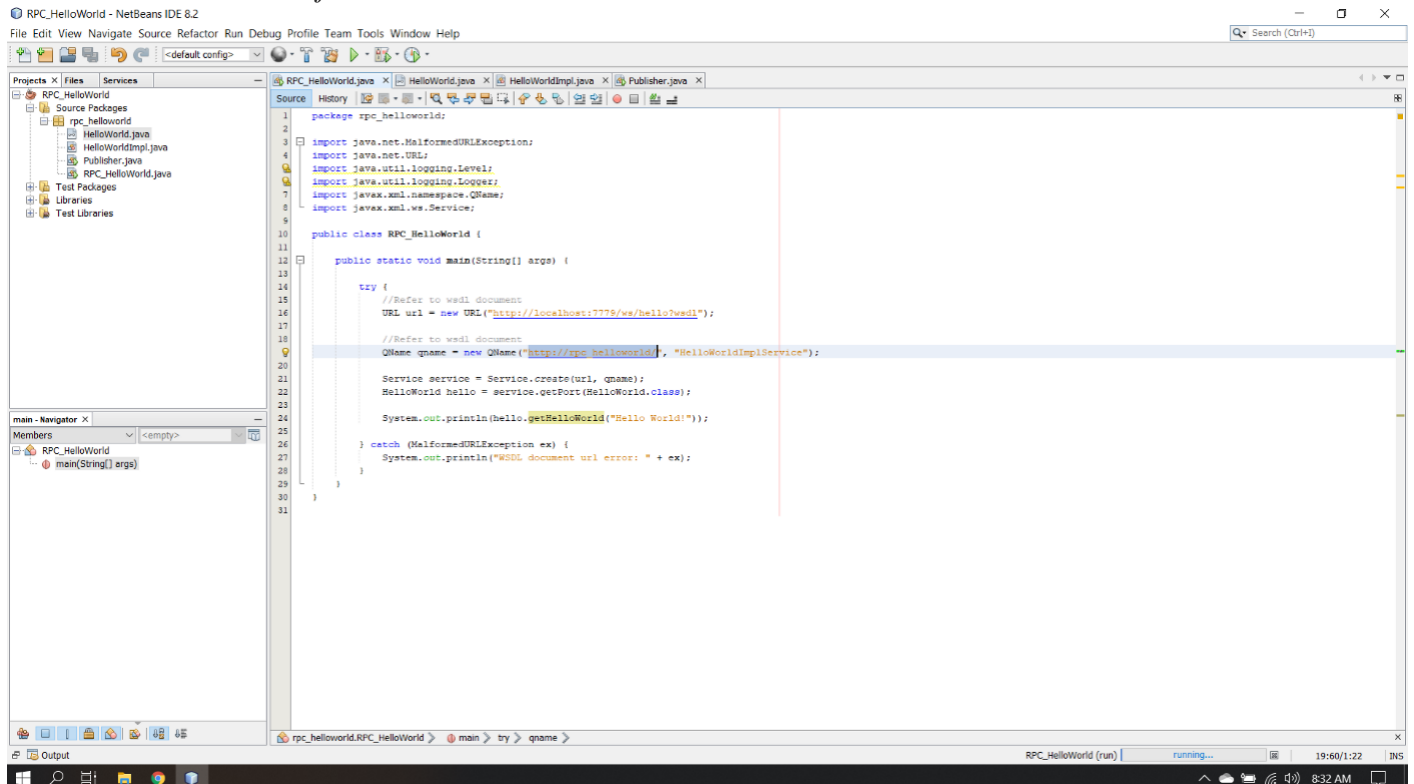 RPC_HelloWorld - NetBeans IDE 8.2
File Edit View Navigate Source Refactor Run Debug Profile Team Tools Window Help
Search (Ctrl+I)
<default config>
Projects Files Services
RPC_HelloWorld.java HelloWorld.java HelloWorldImpl.java Publisher.java
Source History
RPC_HelloWorld
Source Packages
rpc_helloworld
HelloWorld.java
HelloWorldImpl.java
Publisher.java
RPC_HelloWorld.java
Test Packages
Libraries
Test Libraries
1 package rpc_helloworld;
2
3 import java.net.MalformedURLException;
4 import java.net.URL;
import java.util.logging.Level;
import java.util.logging.Logger;
7 import javax.xml.namespace.QName;
8 import javax.xml.ws.Service;
9
10 public class RPC_HelloWorld {
11
12 public static void main(String[] args) {
13
14 try {
15 //Refer to wsdl document
16 URL url = new URL("http://localhost:7779/ws/hello?wsdl");
17
18 //Refer to wsdl document
QName qname = new QName("http://rpc_helloworld/", "HelloWorldImplService");
20
21 Service service = Service.create(url, qname);
22 HelloWorld hello = service.getPort(HelloWorld.class);
23
24 System.out.println(hello.getHelloWorld("Hello World!"));
25
26 } catch (MalformedURLException ex) {
27 System.out.println("WSDL document url error: " + ex);
28 }
29 }
30 }
31
main - Navigator
Members <empty>
RPC_HelloWorld
main(String[] args)
rpc_helloworld.RPC_HelloWorld main try qname
Output
RPC_HelloWorld (run) running... 19:60/1:22 INS
8:32 AM